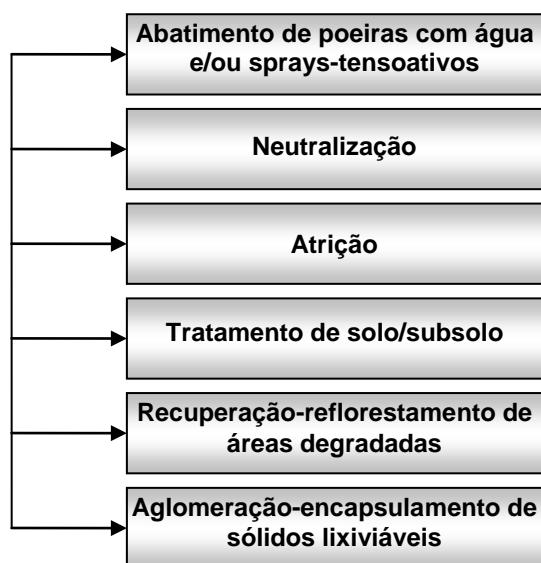 Abatimento de poeiras com água
e/ou sprays-tensoativos
Neutralização
Atrição
Tratamento de solo/subsolo
Recuperação-reflorestamento de
áreas degradadas
Aglomeração-encapsulamento de
sólidos lixiviáveis